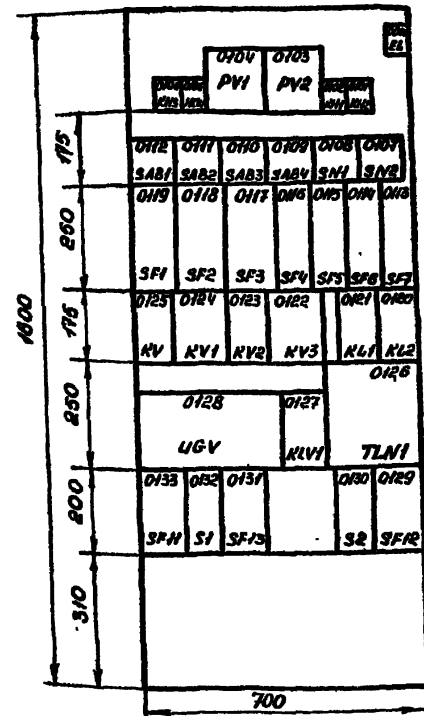 EL
0104 0103
PV1 PV2
175
0112 0111 0110 0109 0108 0107
SAB1 SAB2 SAB3 SAB4 SN1 SN2
0119 0118 0117 0116 0115 0114 0113
260
SF1 SF2 SF3 SF4 SF5 SF6 SF7
1800
0125 0124 0123 0122 0121 0120
175
KV KV1 KV2 KV3 KL1 KL2
0126
250
0128 0127
UGV KLV1 TLN1
0133 0132 0131 0130 0129
200
SF11 S1 SF13 S2 SF12
310
700